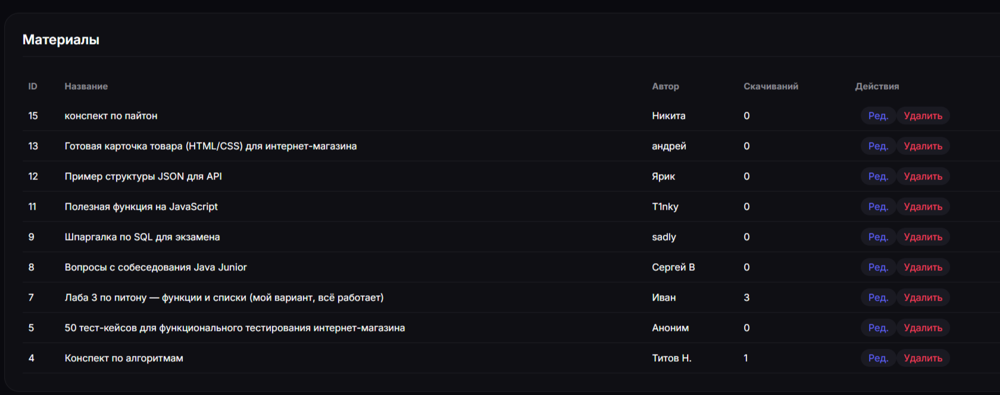 Материалы
ID Название Автор Скачиваний Действия
15 конспект по пайтон Никита 0 Ред. Удалить
13 Готовая карточка товара (HTML/CSS) для интернет-магазина андрей 0 Ред. Удалить
12 Пример структуры JSON для API Ярик 0 Ред. Удалить
11 Полезная функция на JavaScript T1nky 0 Ред. Удалить
9 Шпаргалка по SQL для экзамена sadly 0 Ред. Удалить
8 Вопросы с собеседования Java Junior Сергей В 0 Ред. Удалить
7 Лаба 3 по питону — функции и списки (мой вариант, всё работает) Иван 3 Ред. Удалить
5 50 тест-кейсов для функционального тестирования интернет-магазина Аноним 0 Ред. Удалить
4 Конспект по алгоритмам Титов Н. 1 Ред. Удалить